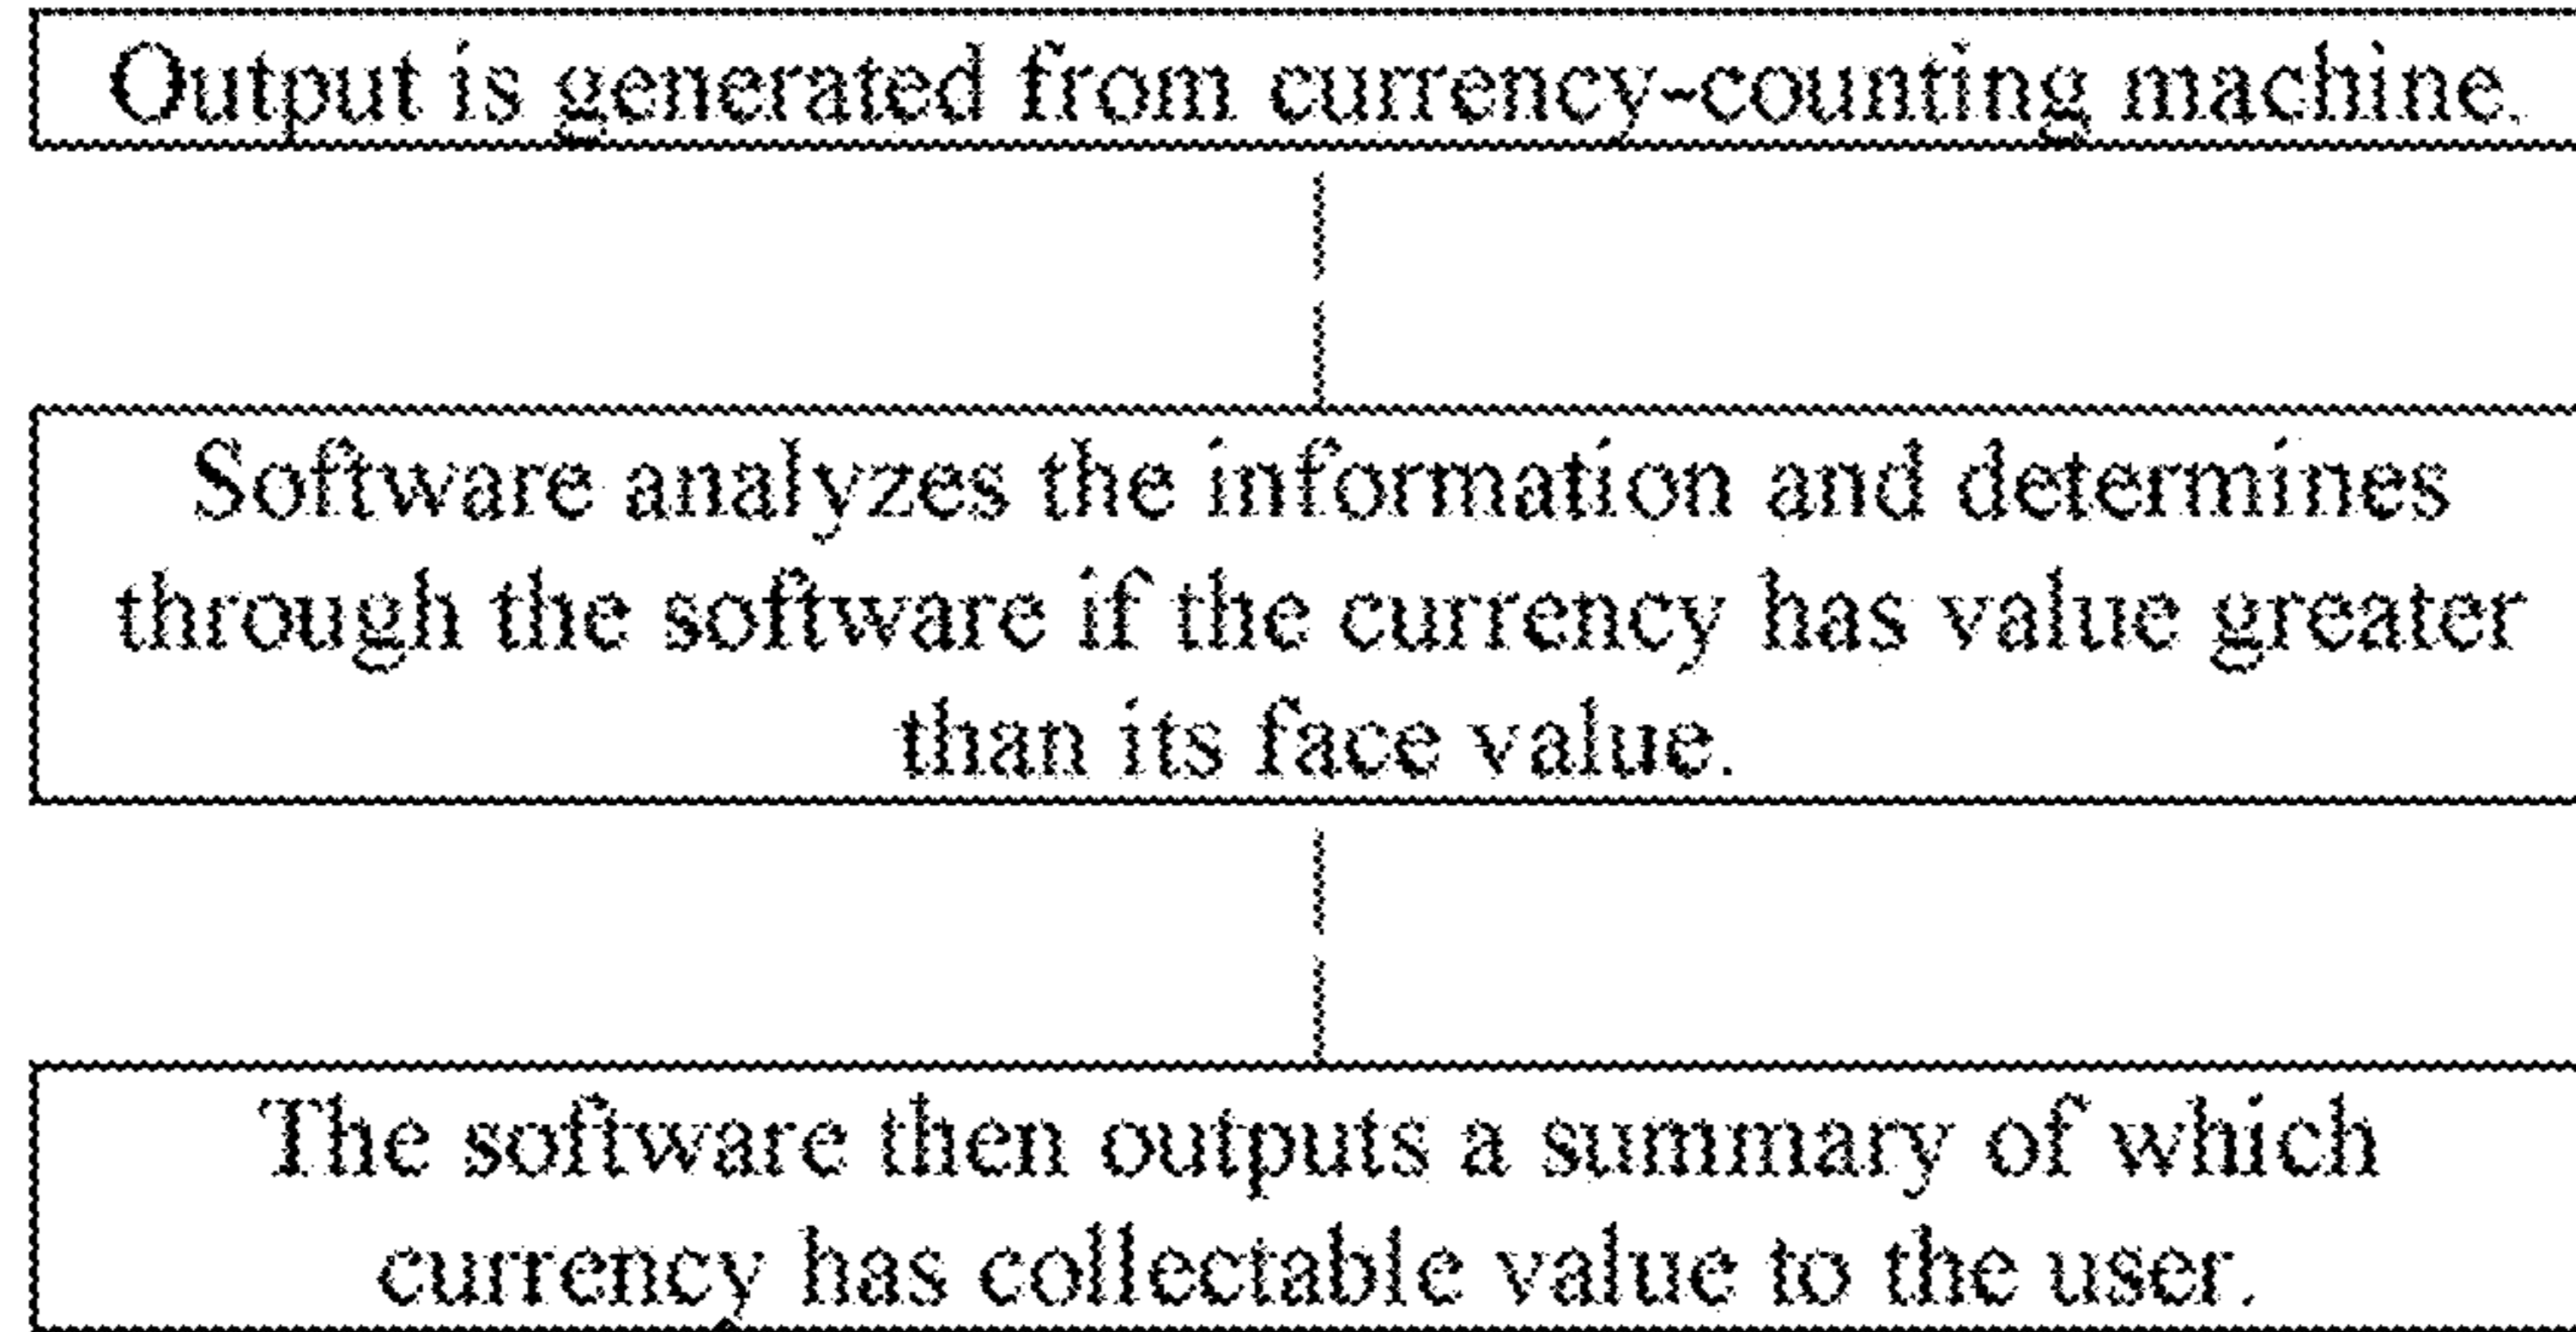 Output is generated from currency-counting machine.
Software analyzes the information and determines
through the software if the currency has value greater
than its face value.
The software then outputs a summary of which
currency has collectable value to the user.